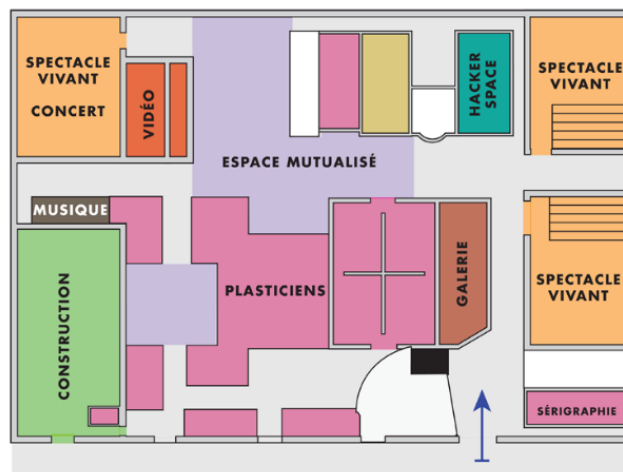 SPECTACLE
VIVANT
CONCERT
VIDÉO
HACKER
SPACE
SPECTACLE
VIVANT
ESPACE MUTUALISÉ
MUSIQUE
CONSTRUCTION
PLASTICIENS
GALERIE
SPECTACLE
VIVANT
SÉRIGRAPHIE